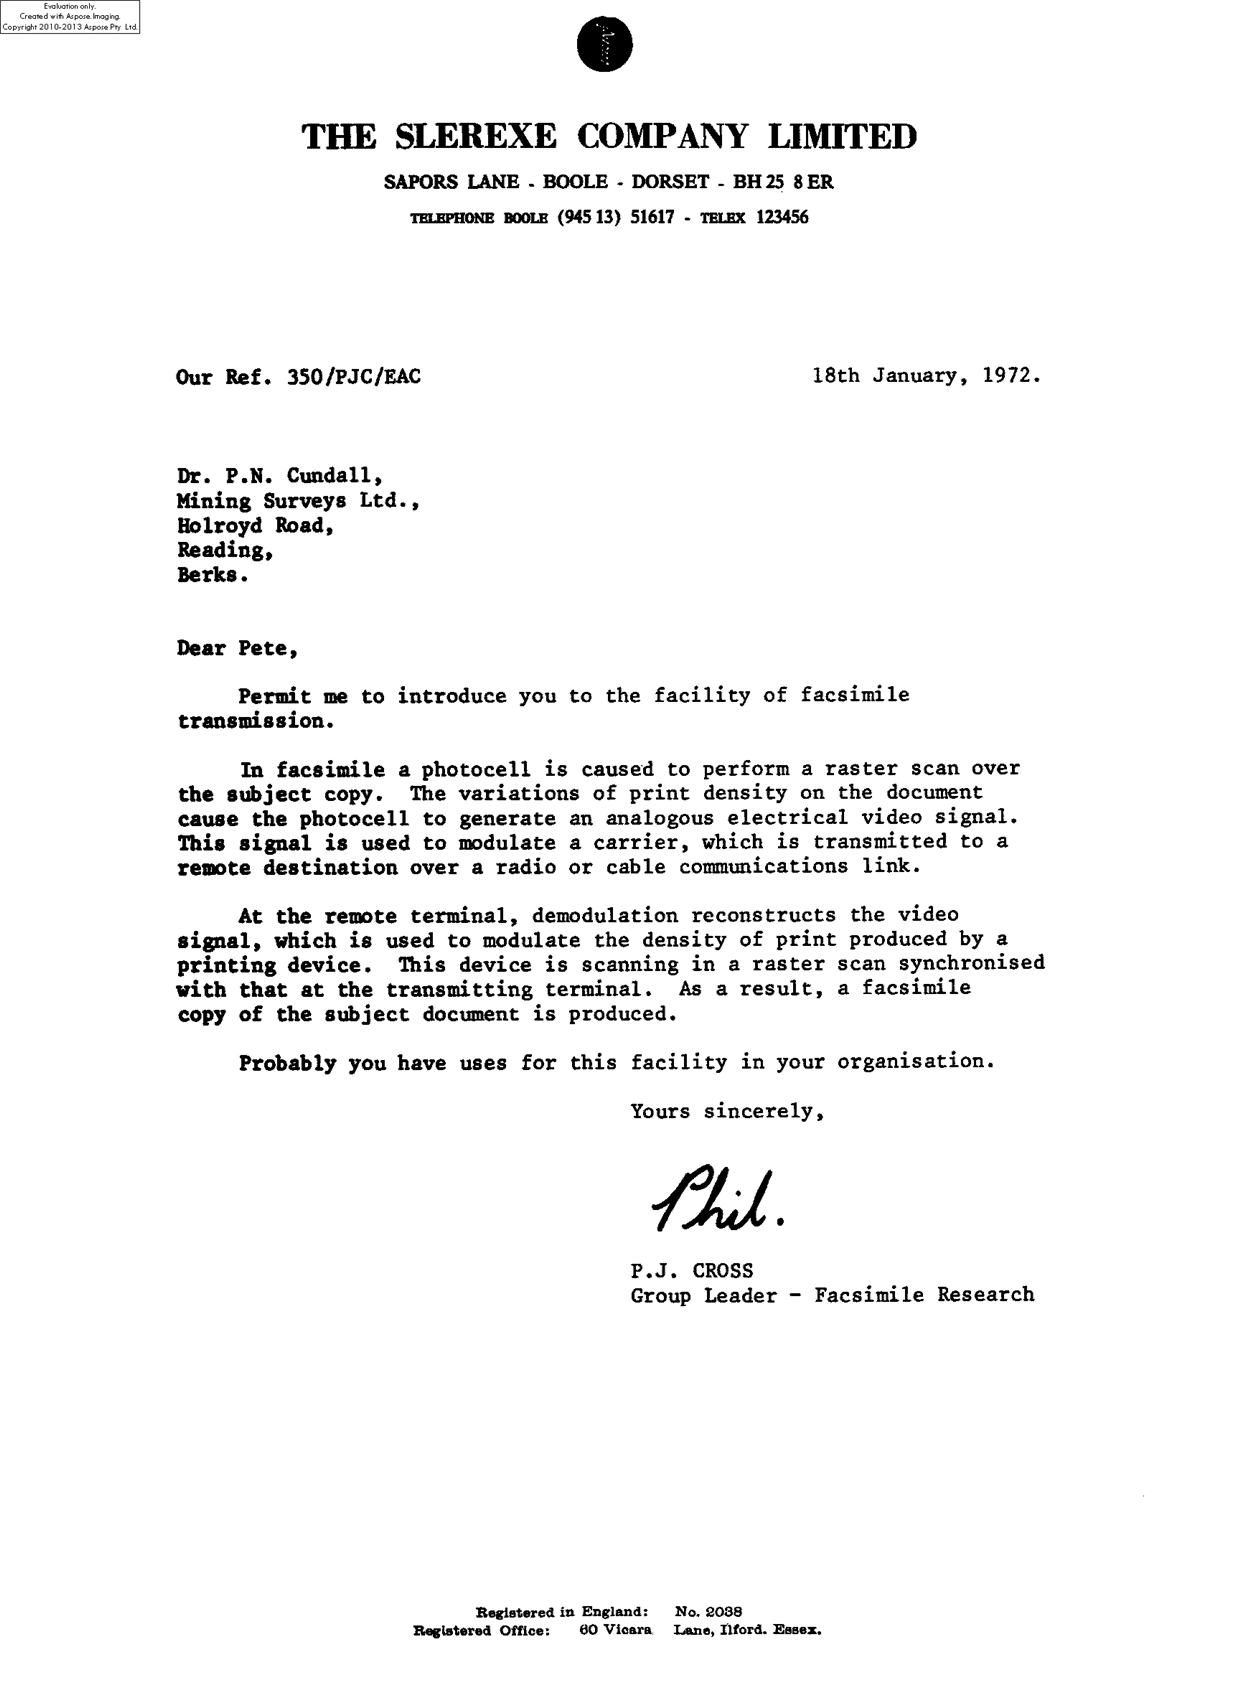 Evaluation only.
Created with Aspose.Imaging.
Copyright 2010-2013 Aspose Pty Ltd.
THE SLEREXE COMPANY LIMITED
SAPORS LANE - BOOLE - DORSET - BH 25 8 ER
TELEPHONE BOOLE (945 13) 51617 - TELEX 123456
Our Ref. 350/PJC/EAC 18th January, 1972.
Dr. P.N. Cundall,
Mining Surveys Ltd.,
Holroyd Road,
Reading,
Berks.
Dear Pete,
Permit me to introduce you to the facility of facsimile
transmission.
In facsimile a photocell is caused to perform a raster scan over
the subject copy. The variations of print density on the document
cause the photocell to generate an analogous electrical video signal.
This signal is used to modulate a carrier, which is transmitted to a
remote destination over a radio or cable communications link.
At the remote terminal, demodulation reconstructs the video
signal, which is used to modulate the density of print produced by a
printing device. This device is scanning in a raster scan synchronised
with that at the transmitting terminal. As a result, a facsimile
copy of the subject document is produced.
Probably you have uses for this facility in your organisation.
Yours sincerely,
Phil.
P.J. CROSS
Group Leader - Facsimile Research
Registered in England: No. 2038
Registered Office: 60 Vicara Lane, Ilford. Essex.